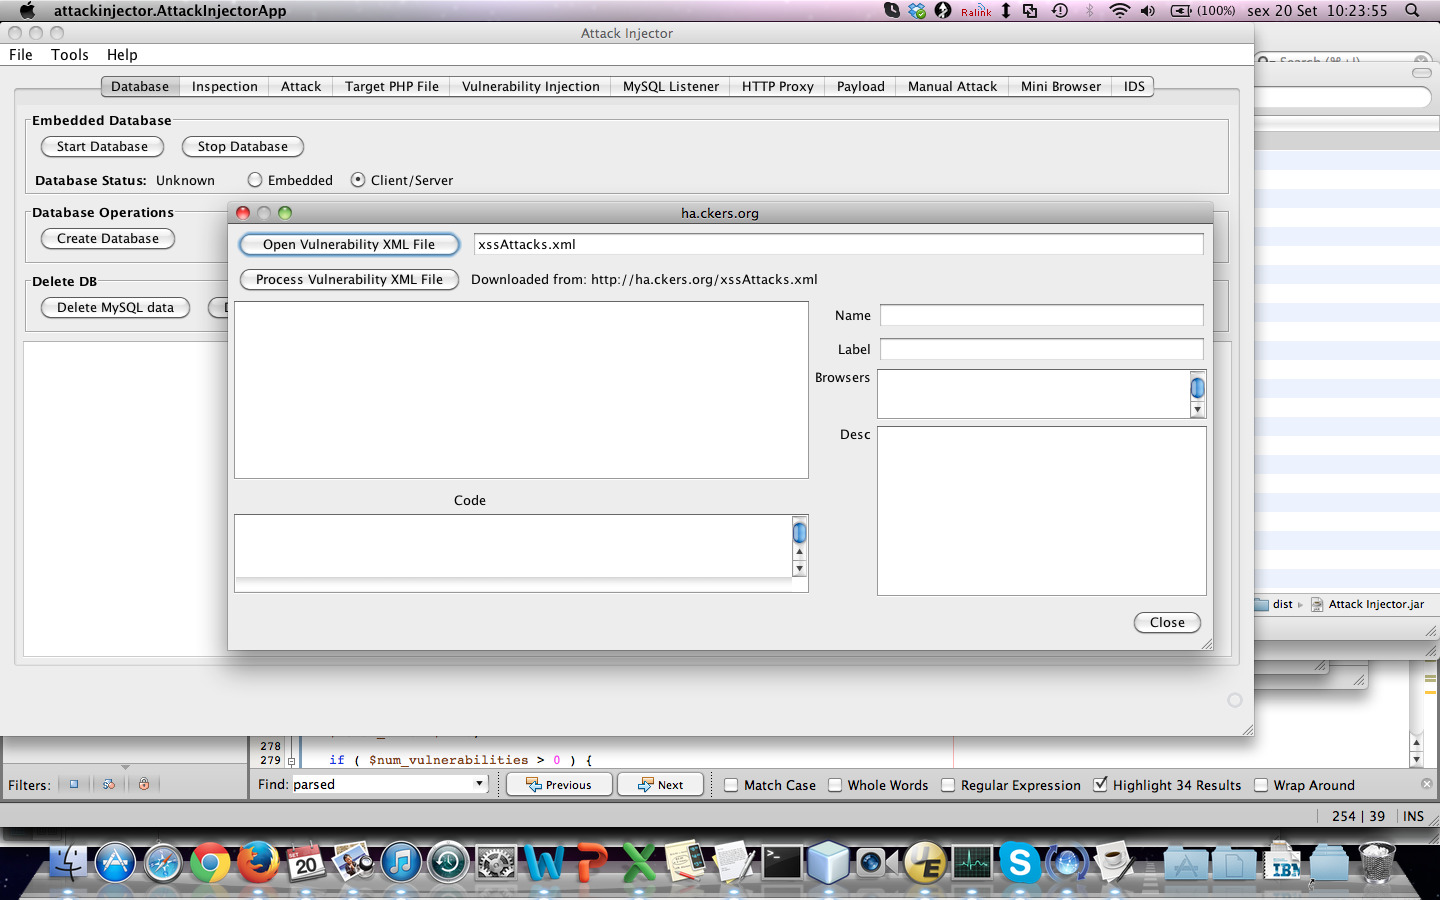 attackinjector.AttackInjectorApp
Ralink
(100%) sex 20 Set 10:23:55
Attack Injector
File Tools Help
Database Inspection Attack Target PHP File Vulnerability Injection MySQL Listener HTTP Proxy Payload Manual Attack Mini Browser IDS
Embedded Database
Start Database Stop Database
Database Status: Unknown Embedded Client/Server
Database Operations
Create Database
Delete DB
Delete MySQL data
ha.ckers.org
Open Vulnerability XML File xssAttacks.xml
Process Vulnerability XML File Downloaded from: http://ha.ckers.org/xssAttacks.xml
Name
Label
Browsers
Desc
Code
Close
dist Attack Injector.jar
278
279 if ( $num_vulnerabilities > 0 ) {
Filters: Find: parsed Previous Next Match Case Whole Words Regular Expression Highlight 34 Results Wrap Around
254 | 39 INS
SET
20